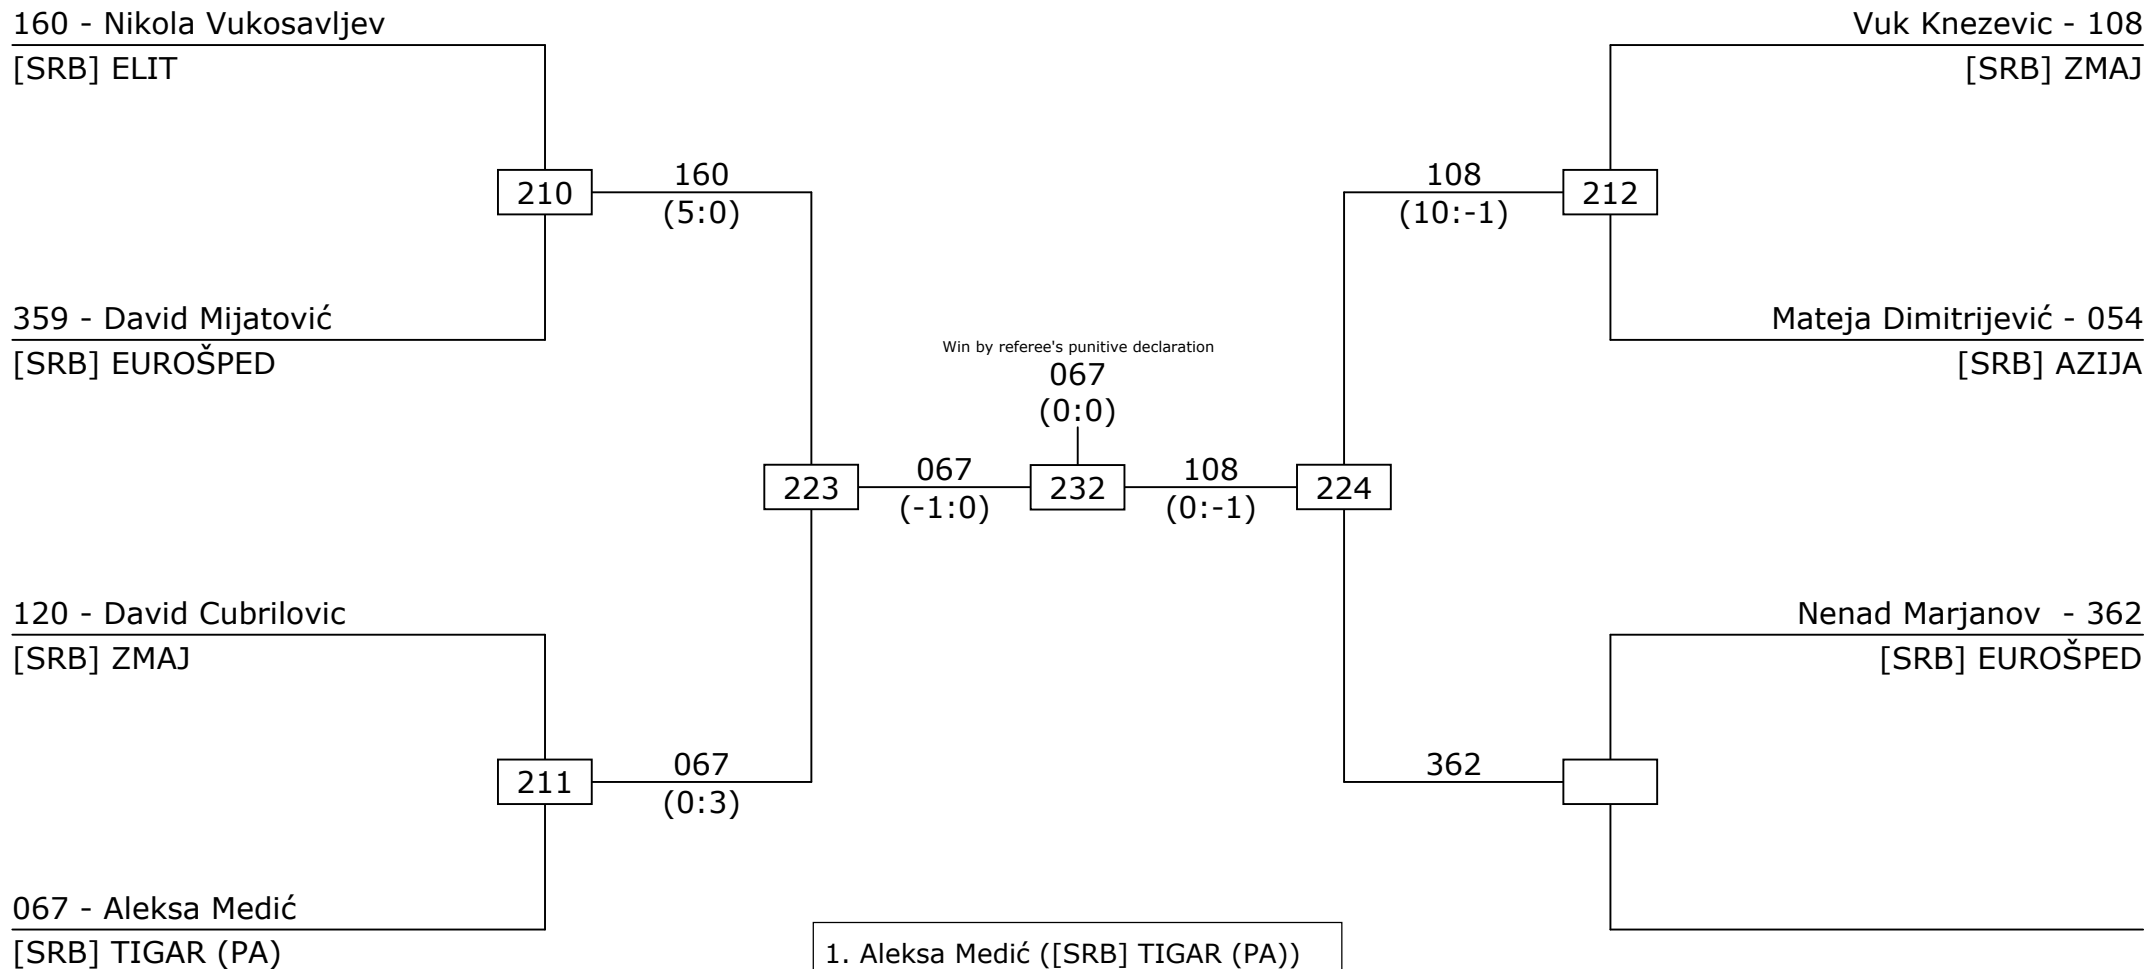 160 - Nikola Vukosavljev
[SRB] ELIT
Vuk Knezevic - 108
[SRB] ZMAJ
210
160
(5:0)
108
(10:-1)
212
359 - David Mijatović
[SRB] EUROŠPED
Mateja Dimitrijević - 054
[SRB] AZIJA
Win by referee's punitive declaration
067
(0:0)
223
067
(-1:0)
232
108
(0:-1)
224
120 - David Cubrilovic
[SRB] ZMAJ
Nenad Marjanov - 362
[SRB] EUROŠPED
211
067
(0:3)
362
067 - Aleksa Medić
[SRB] TIGAR (PA)
1. Aleksa Medić ([SRB] TIGAR (PA))